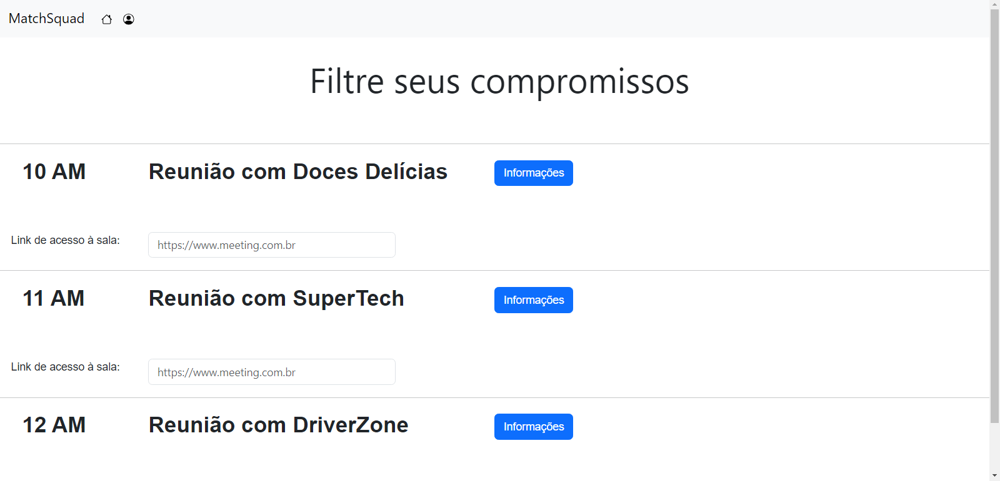 MatchSquad
Filtre seus compromissos
10 AM Reunião com Doces Delícias Informações
Link de acesso à sala: https://www.meeting.com.br
11 AM Reunião com SuperTech Informações
Link de acesso à sala: https://www.meeting.com.br
12 AM Reunião com DriverZone Informações